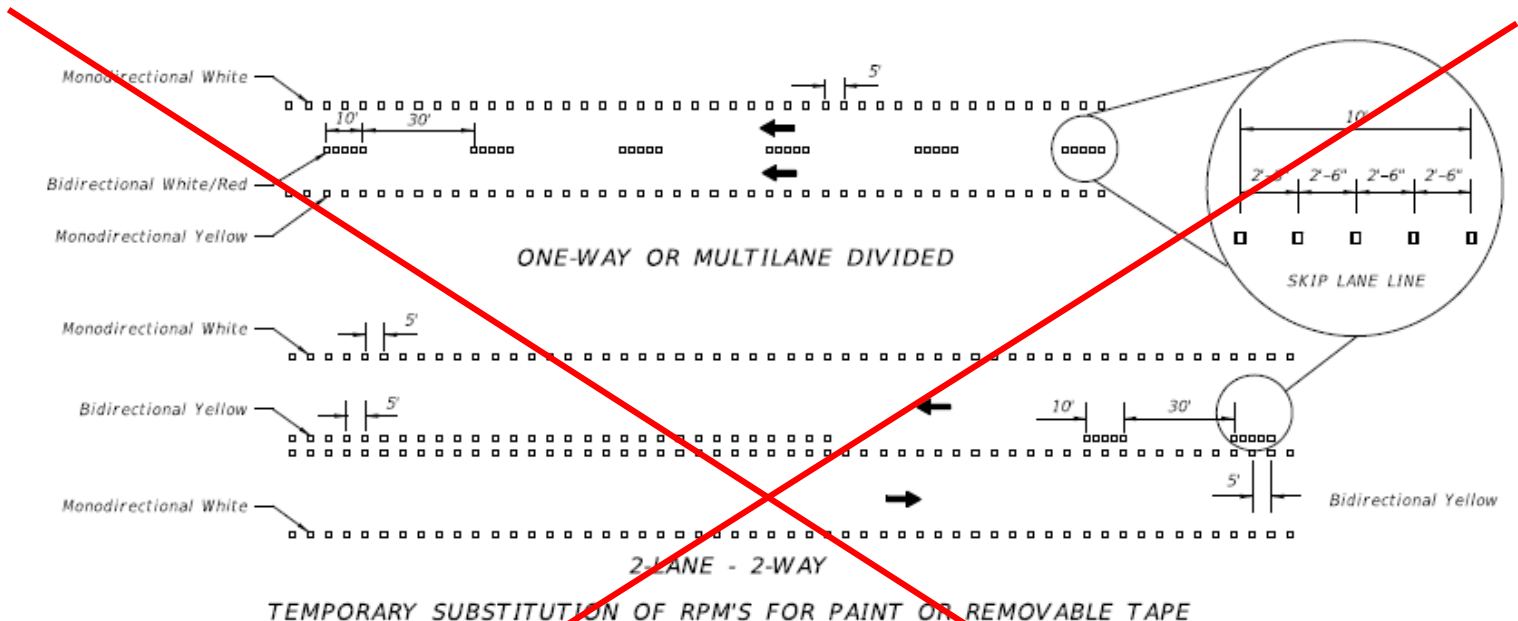 Monodirectional White
5'
10'
30'
Bidirectional White/Red
Monodirectional Yellow
ONE-WAY OR MULTILANE DIVIDED
10'
2'-6" 2'-6" 2'-6" 2'-6"
SKIP LANE LINE
Monodirectional White
5'
Bidirectional Yellow
5'
10'
30'
5'
Bidirectional Yellow
Monodirectional White
2-LANE - 2-WAY
TEMPORARY SUBSTITUTION OF RPM'S FOR PAINT OR REMOVABLE TAPE